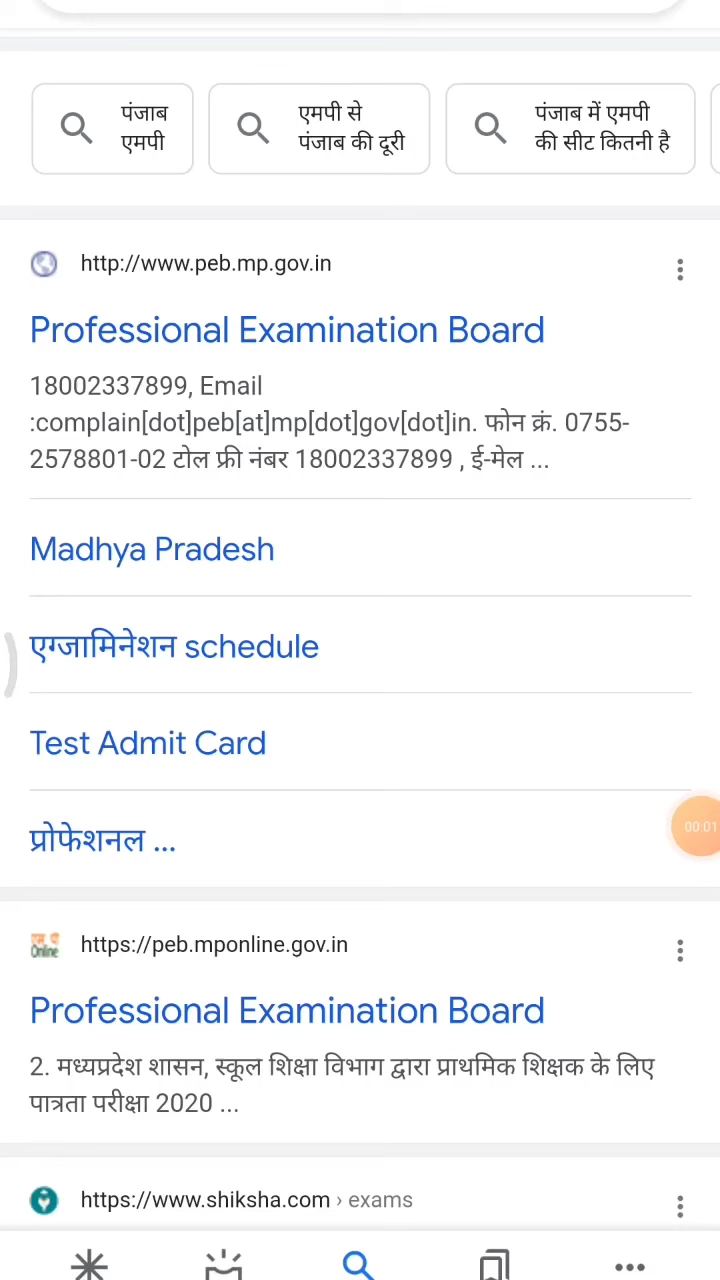 पंजाब
एमपी
एमपी से
पंजाब की दूरी
पंजाब में एमपी
की सीट कितनी है
http://www.peb.mp.gov.in
Professional Examination Board
18002337899, Email
:complain[dot]peb[at]mp[dot]gov[dot]in. फोन क्रं. 0755-
2578801-02 टोल फ्री नंबर 18002337899 , ई-मेल ...
Madhya Pradesh
एग्जामिनेशन schedule
Test Admit Card
00:01
प्रोफेशनल ...
https://peb.mponline.gov.in
Professional Examination Board
2. मध्यप्रदेश शासन, स्कूल शिक्षा विभाग द्वारा प्राथमिक शिक्षक के लिए
पात्रता परीक्षा 2020 ...
https://www.shiksha.com › exams